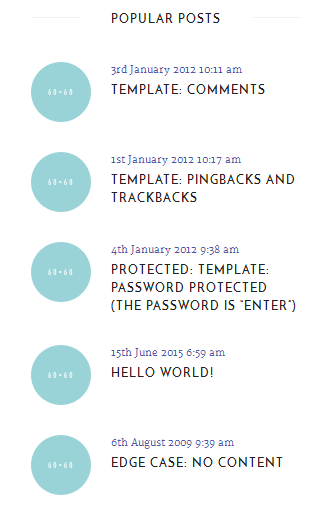 POPULAR POSTS
60×60
3rd January 2012 10:11 am
TEMPLATE: COMMENTS
60×60
1st January 2012 10:17 am
TEMPLATE: PINGBACKS AND
TRACKBACKS
60×60
4th January 2012 9:38 am
PROTECTED: TEMPLATE:
PASSWORD PROTECTED
(THE PASSWORD IS “ENTER”)
60×60
15th June 2015 6:59 am
HELLO WORLD!
60×60
6th August 2009 9:39 am
EDGE CASE: NO CONTENT